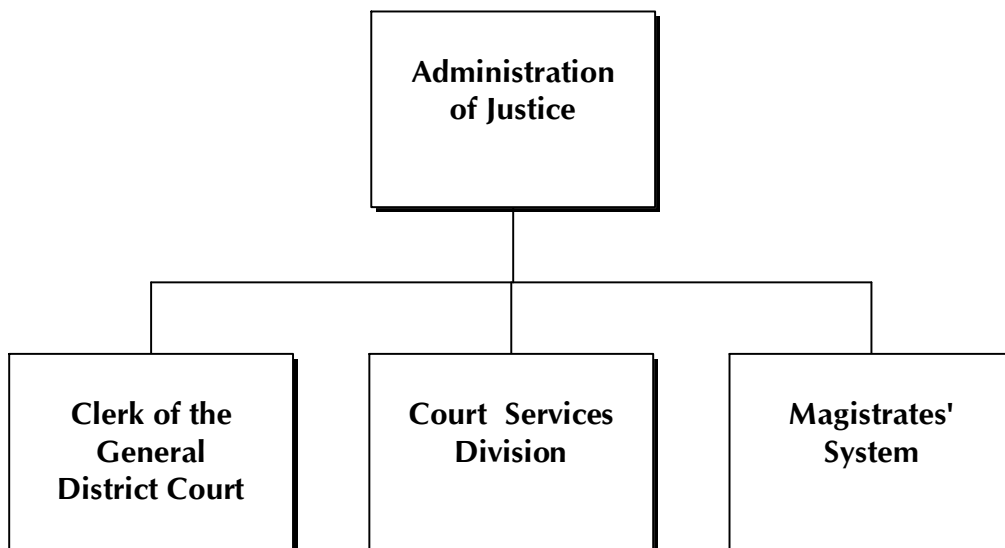 Administration
of Justice
Clerk of the
General
District Court
Court Services
Division
Magistrates'
System